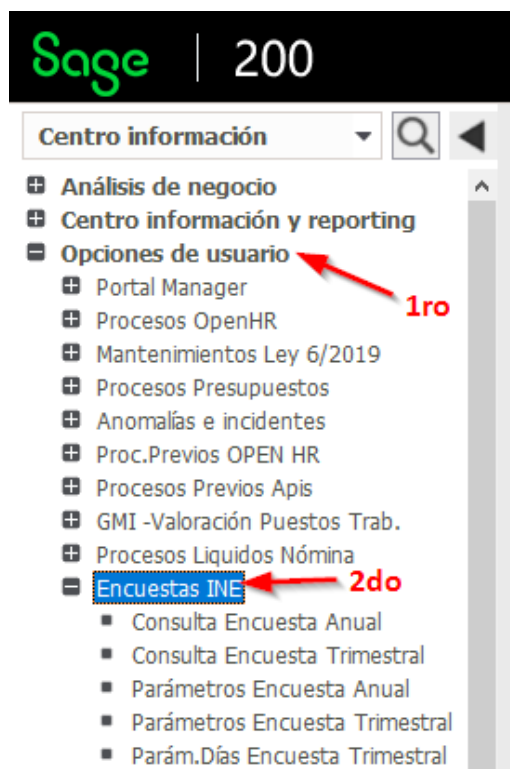 Sage 200
Centro información
Análisis de negocio
Centro información y reporting
Opciones de usuario
1ro
Portal Manager
Procesos OpenHR
Mantenimientos Ley 6/2019
Procesos Presupuestos
Anomalías e incidentes
Proc.Previos OPEN HR
Procesos Previos Apis
GMI -Valoración Puestos Trab.
Procesos Liquidos Nómina
Encuestas INE 2do
Consulta Encuesta Anual
Consulta Encuesta Trimestral
Parámetros Encuesta Anual
Parámetros Encuesta Trimestral
Parám.Días Encuesta Trimestral